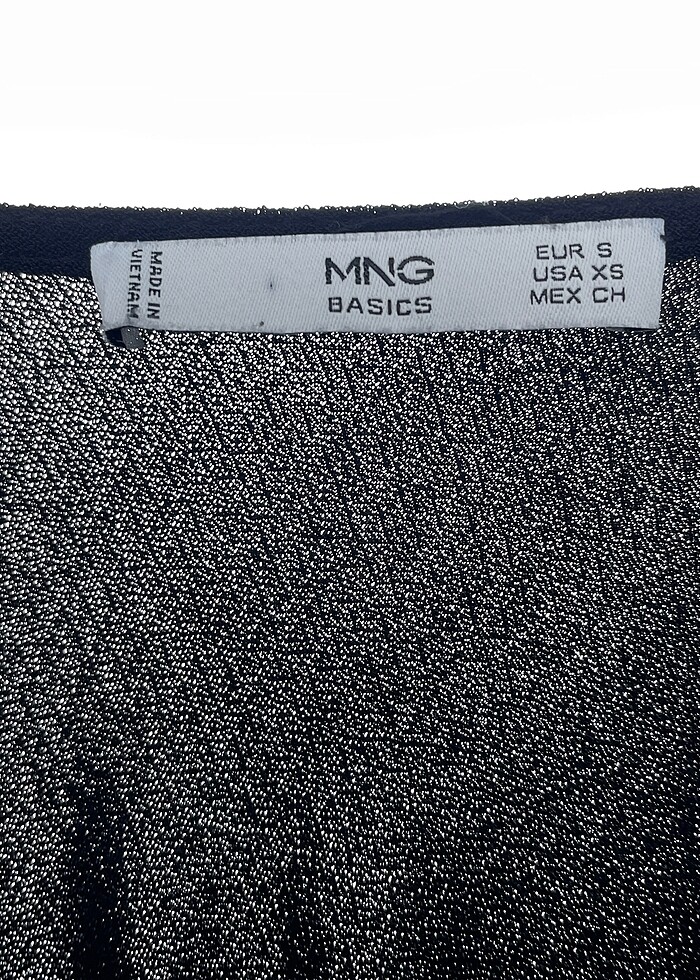 MADE IN
VIETNAM
MNG
BASICS
EUR S
USA XS
MEX CH